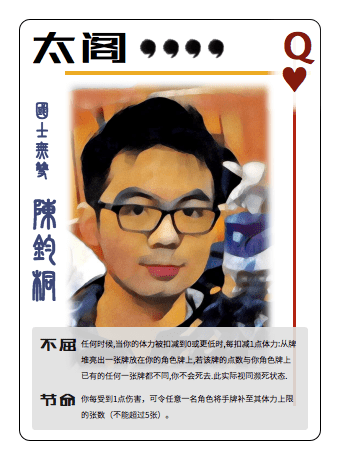 太阁
Q
國士無雙
陳鈞桐
不屈 任何时候,当你的体力被扣减到0或更低时,每扣减1点体力:从牌
堆亮出一张牌放在你的角色牌上,若该牌的点数与你角色牌上
已有的任何一张牌都不同,你不会死去.此实际视同濒死状态.
节命 你每受到1点伤害，可令任意一名角色将手牌补至其体力上限
的张数（不能超过5张）。